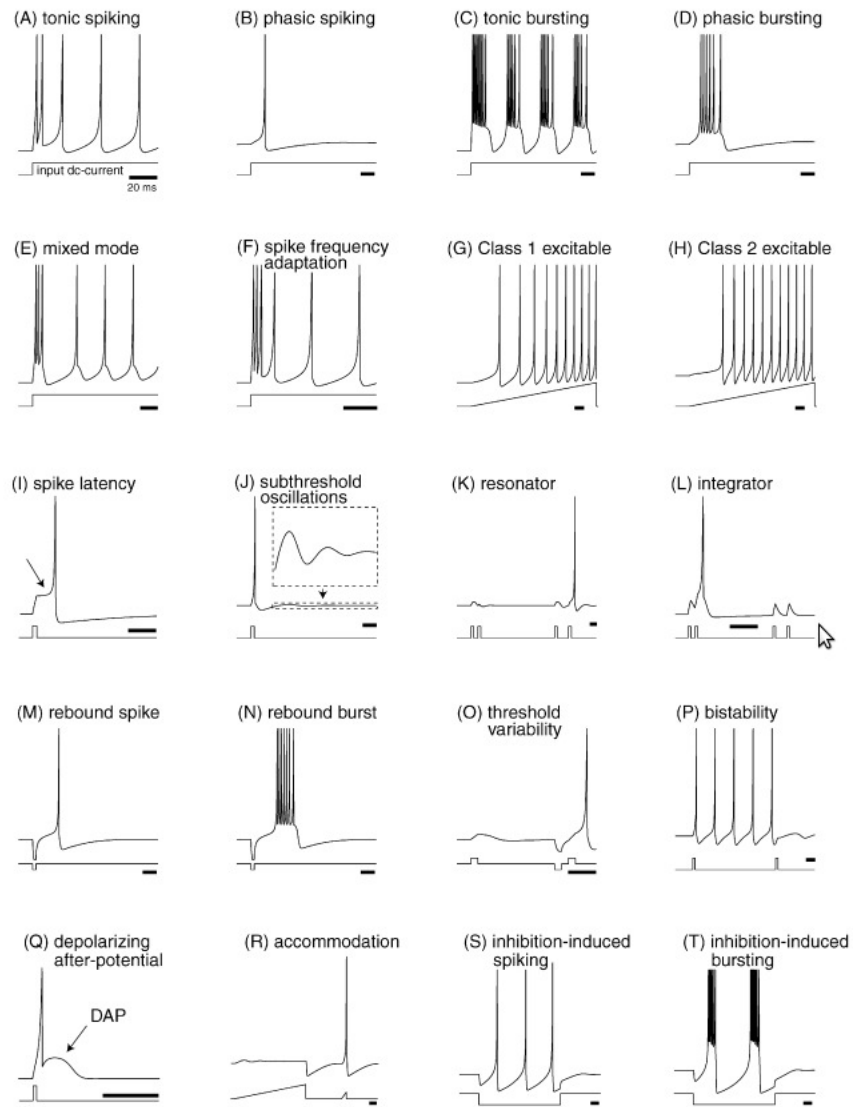 (A) tonic spiking
(B) phasic spiking
(C) tonic bursting
(D) phasic bursting
input dc-current
20 ms
(E) mixed mode
(F) spike frequency
adaptation
(G) Class 1 excitable
(H) Class 2 excitable
(I) spike latency
(J) subthreshold
oscillations
(K) resonator
(L) integrator
(M) rebound spike
(N) rebound burst
(O) threshold
variability
(P) bistability
(Q) depolarizing
after-potential
DAP
(R) accommodation
(S) inhibition-induced
spiking
(T) inhibition-induced
bursting